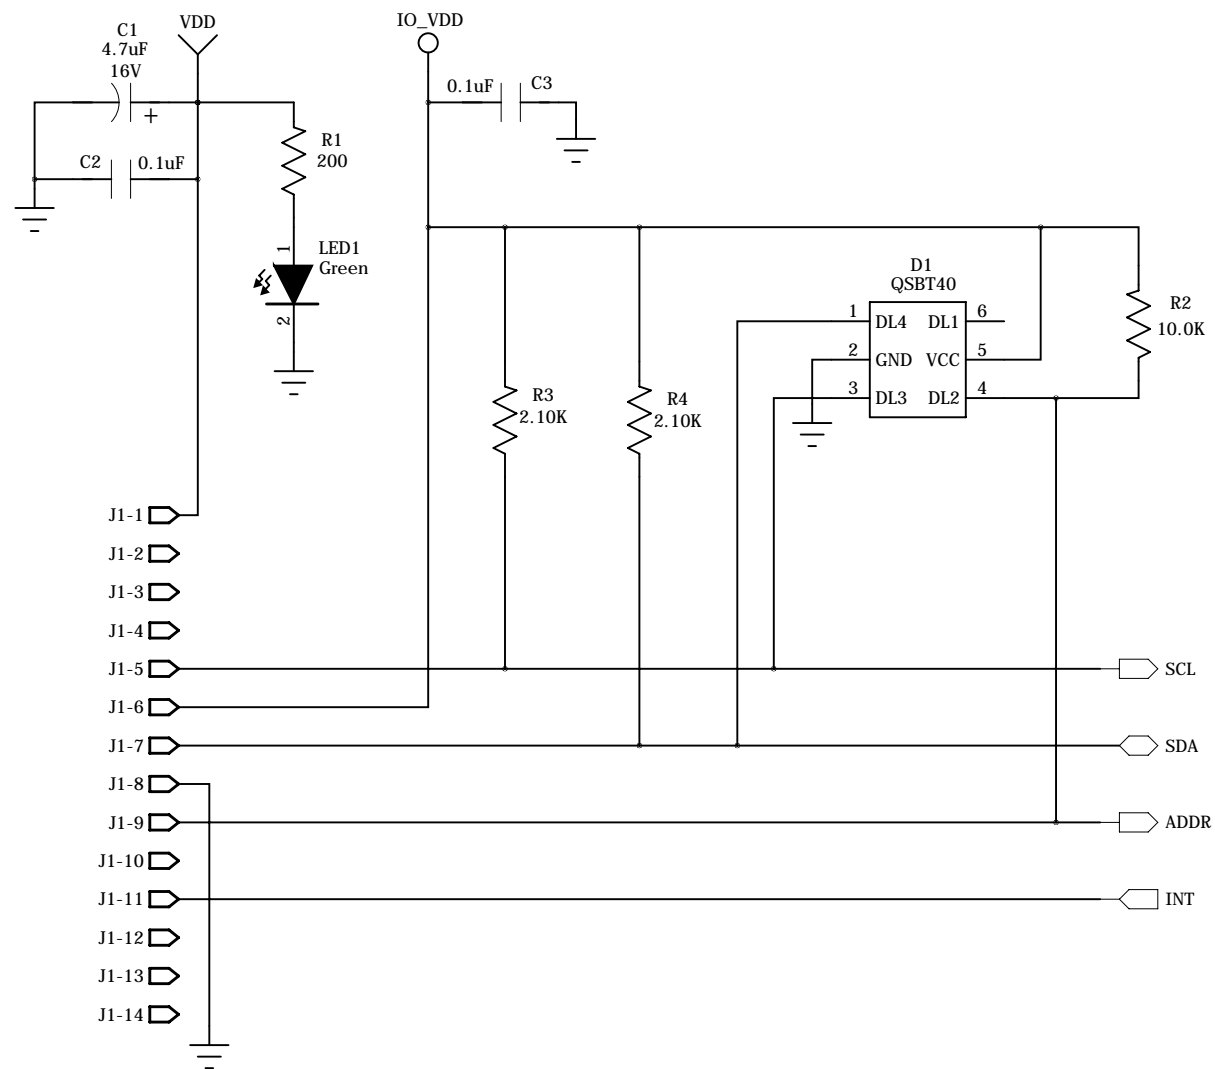 C1
4.7uF
16V
VDD
IO_VDD
+
0.1uF
C3
C2
0.1uF
R1
200
1
LED1
Green
2
D1
QSBT40
1
DL4
DL1
6
2
GND
VCC
5
3
DL3
DL2
4
R2
10.0K
R3
2.10K
R4
2.10K
J1-1
J1-2
J1-3
J1-4
J1-5
SCL
J1-6
J1-7
SDA
J1-8
J1-9
ADDR
J1-10
J1-11
INT
J1-12
J1-13
J1-14